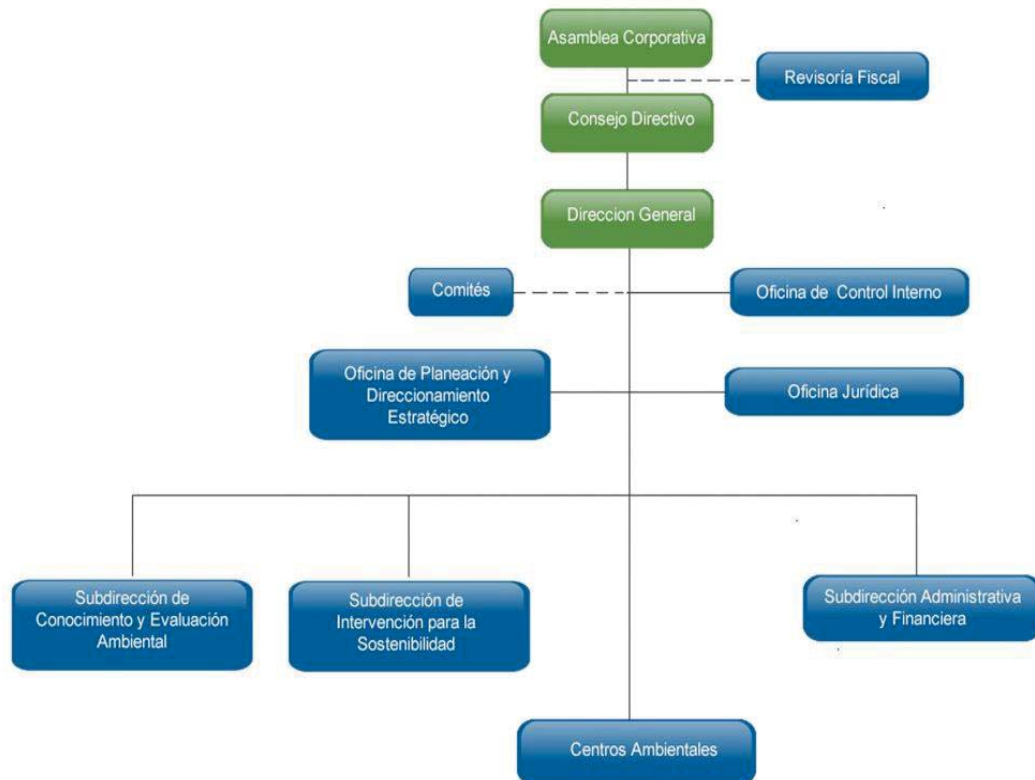 Asamblea Corporativa
Revisoría Fiscal
Consejo Directivo
Direccion General
Comités
Oficina de Control Interno
Oficina de Planeación y
Direccionamiento
Estratégico
Oficina Jurídica
Subdirección de
Conocimiento y Evaluación
Ambiental
Subdirección de
Intervención para la
Sostenibilidad
Subdirección Administrativa
y Financiera
Centros Ambientales